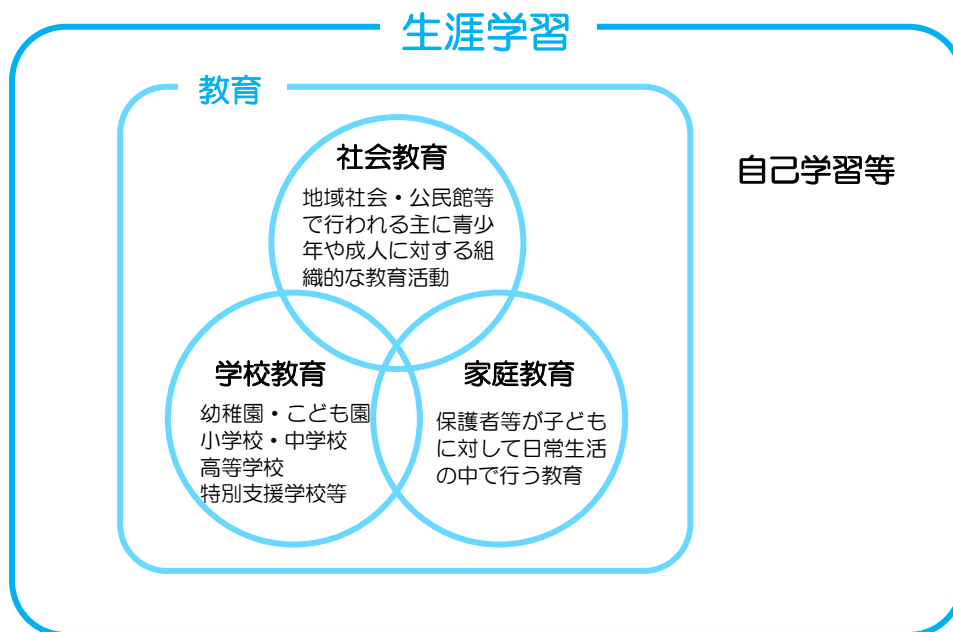 生涯学習
教育
社会教育
地域社会・公民館等
で行われる主に青少
年や成人に対する組
織的な教育活動
自己学習等
学校教育
幼稚園・こども園
小学校・中学校
高等学校
特別支援学校等
家庭教育
保護者等が子ども
に対して日常生活
の中で行う教育